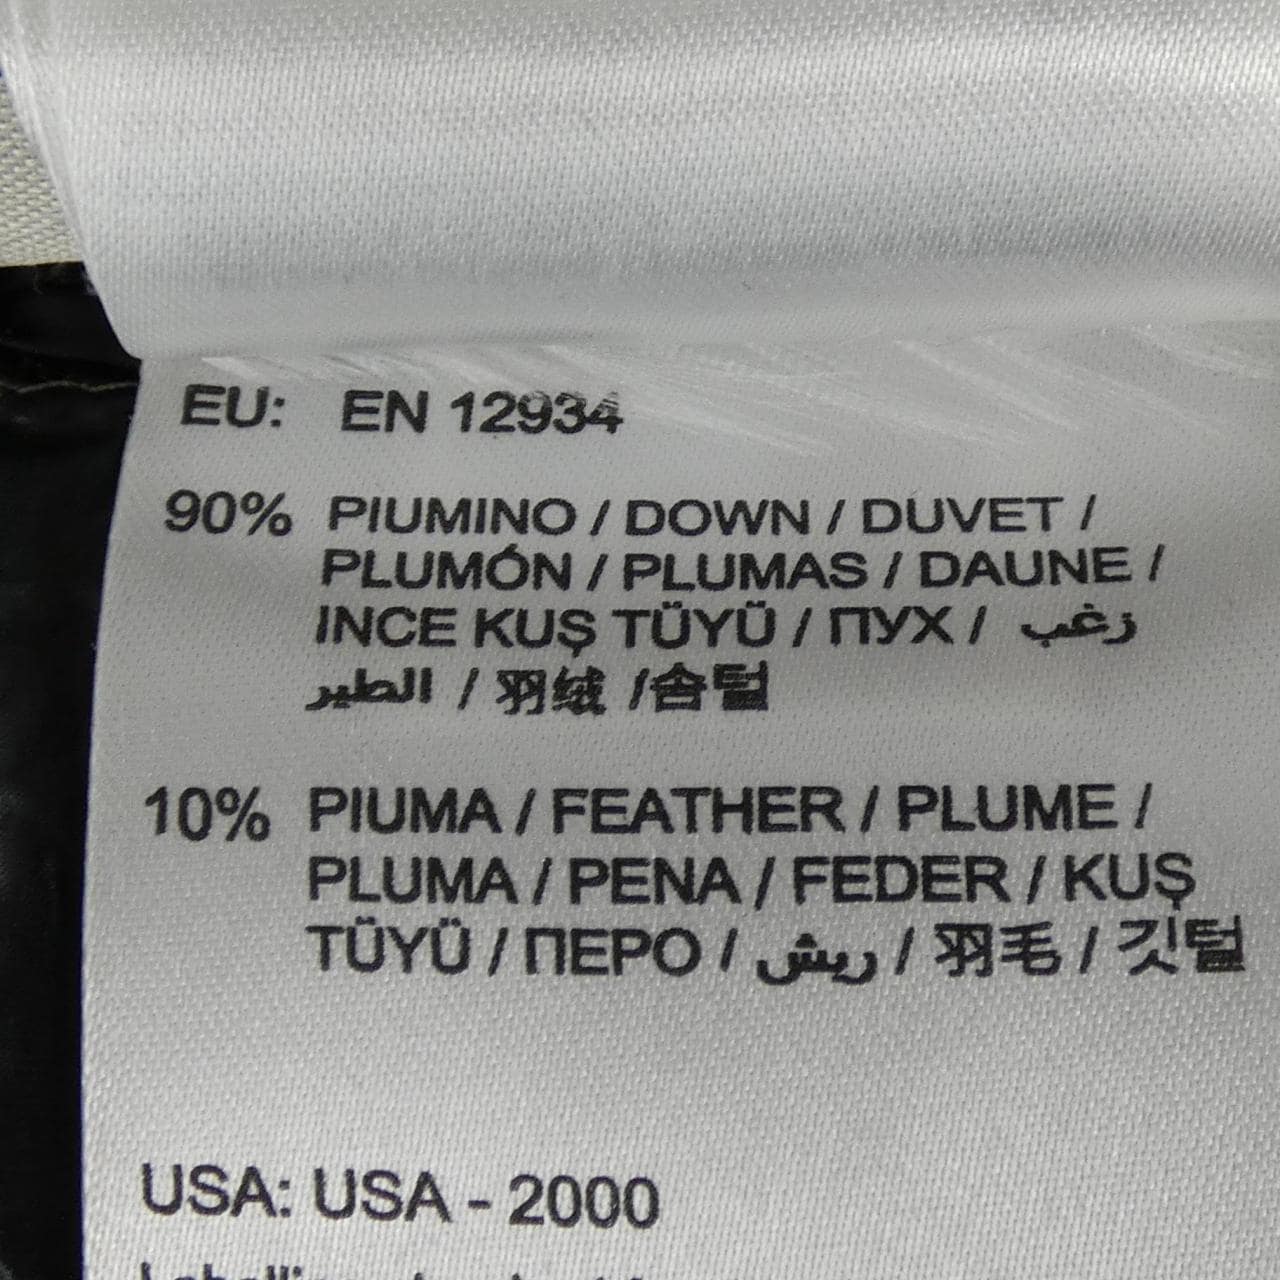 EU: EN 12934
90% PIUMINO / DOWN / DUVET /
PLUMÓN / PLUMAS / DAUNE /
INCE KUŞ TÜYÜ / ПУХ / زغب
الطير / 羽绒 /솜털
10% PIUMA / FEATHER / PLUME /
PLUMA / PENA / FEDER / KUŞ
TÜYÜ / ПЕРО / ريش / 羽毛 / 깃털
USA: USA - 2000